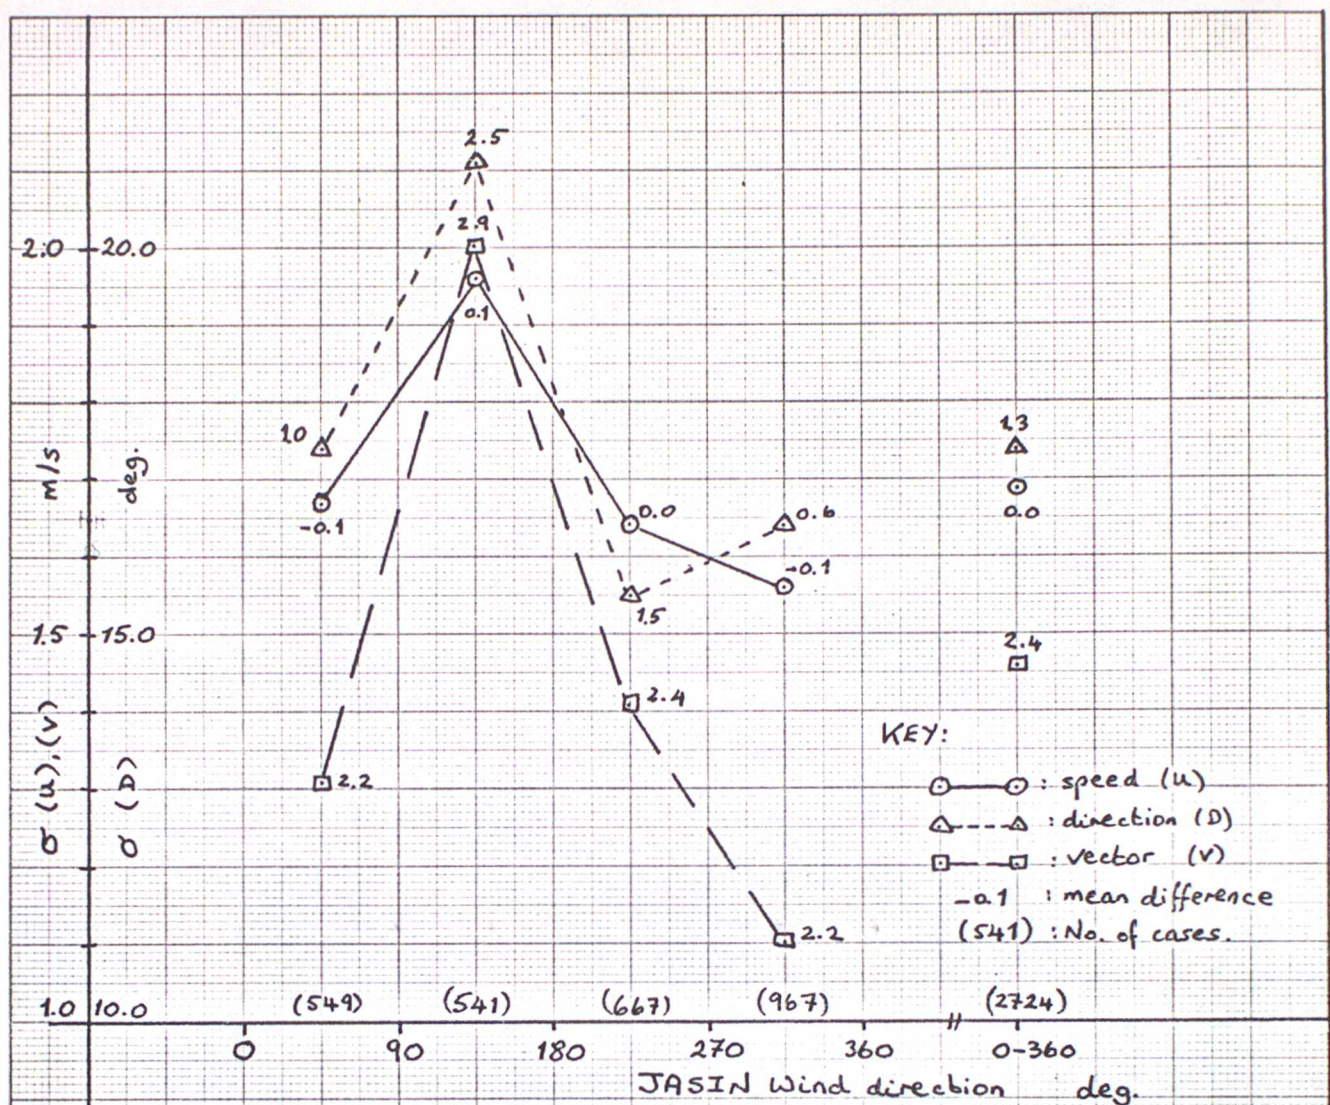 2.5
2.9
2.0 20.0
0.1
1.0
1.3
m/s deg.
-0.1
0.0
0.6
0.0
-0.1
1.5
1.5 15.0
2.4
2.4
σ (u),(v)
σ (D)
2.2
KEY:
: speed (u)
: direction (D)
: vector (v)
-0.1 : mean difference
(541) : No. of cases.
2.2
1.0 10.0 (549) (541) (667) (967) (2724)
0 90 180 270 360 0-360
JASIN Wind direction deg.